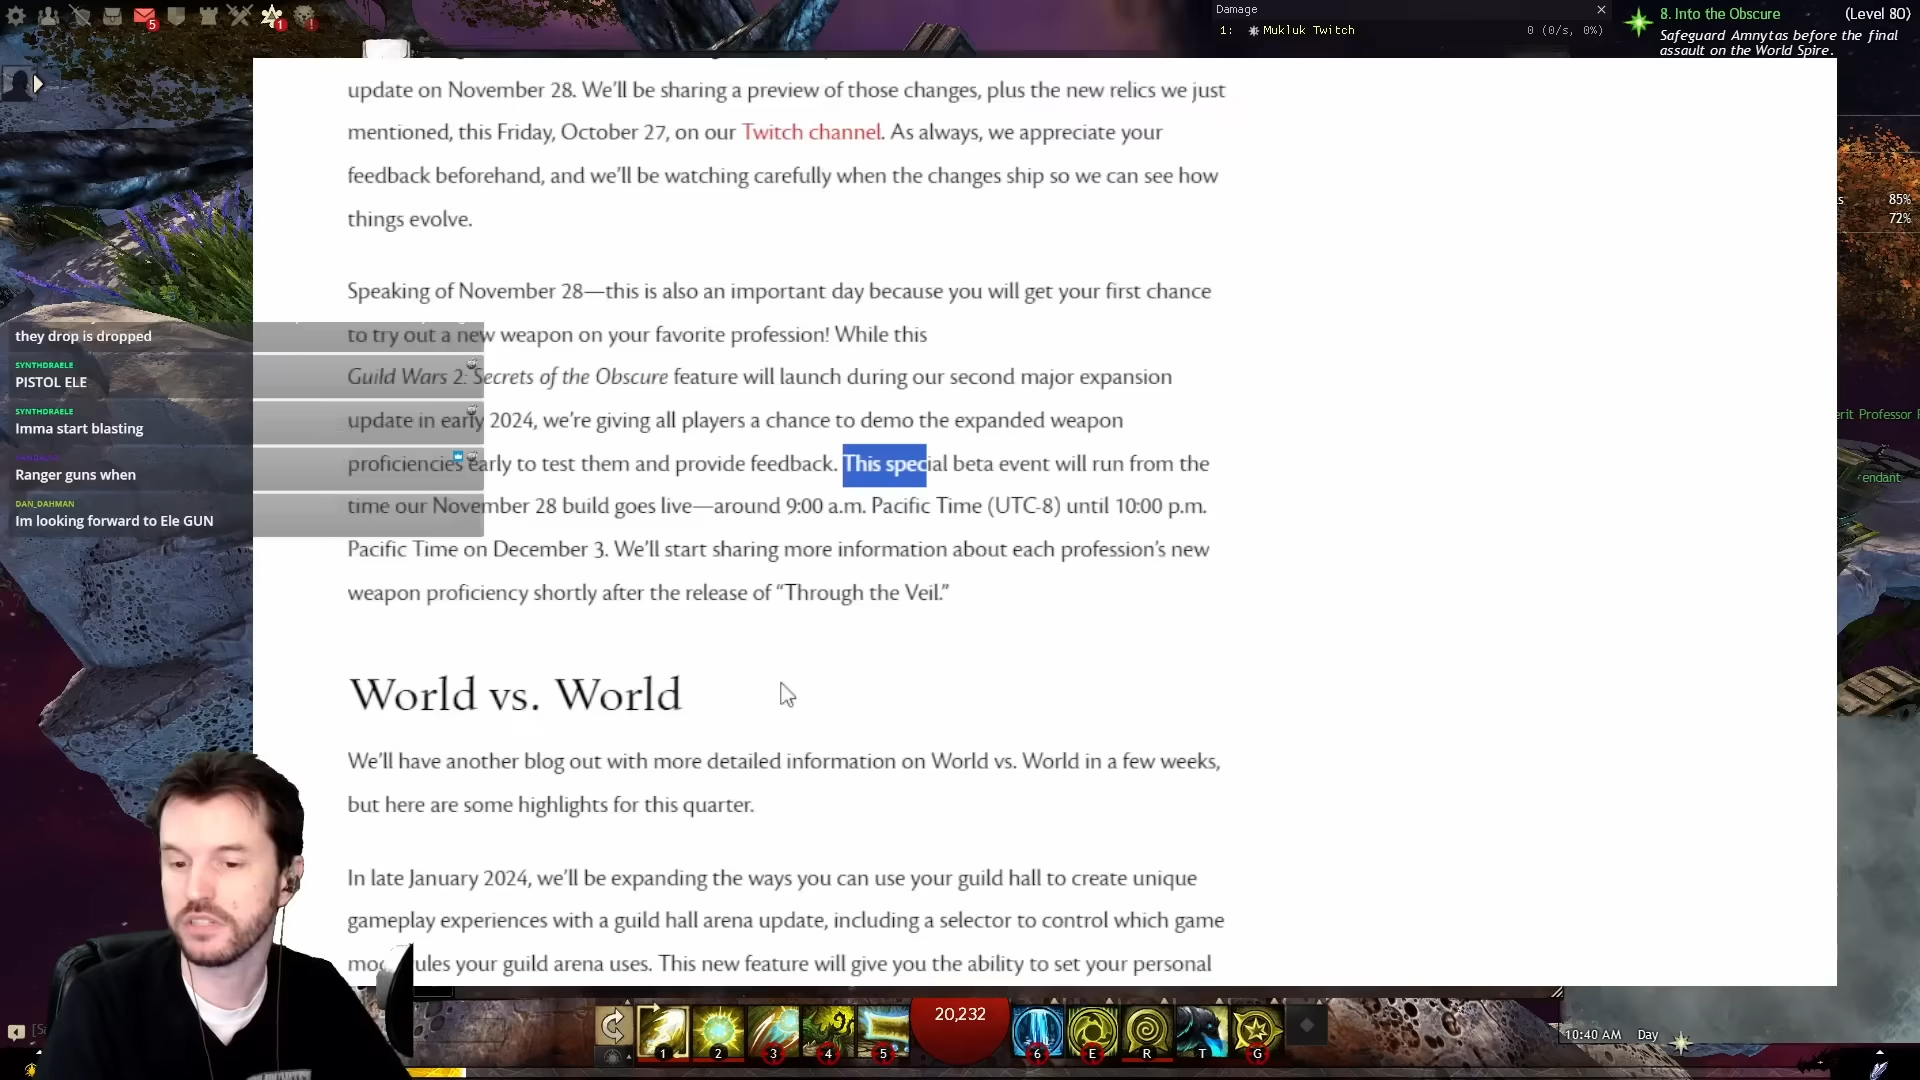 5
1
Damage
1: Mukluk Twitch
0 (0/s, 0%)
8. Into the Obscure
(Level 80)
Safeguard Amnytas before the final
assault on the World Spire.
update on November 28. We'll be sharing a preview of those changes, plus the new relics we just
mentioned, this Friday, October 27, on our Twitch channel. As always, we appreciate your
feedback beforehand, and we'll be watching carefully when the changes ship so we can see how
things evolve.
Speaking of November 28—this is also an important day because you will get your first chance
to try out a new weapon on your favorite profession! While this
Guild Wars 2: Secrets of the Obscure feature will launch during our second major expansion
update in early 2024, we're giving all players a chance to demo the expanded weapon
proficiencies early to test them and provide feedback. This special beta event will run from the
time our November 28 build goes live—around 9:00 a.m. Pacific Time (UTC-8) until 10:00 p.m.
Pacific Time on December 3. We'll start sharing more information about each profession's new
weapon proficiency shortly after the release of “Through the Veil.”
World vs. World
We'll have another blog out with more detailed information on World vs. World in a few weeks,
but here are some highlights for this quarter.
In late January 2024, we'll be expanding the ways you can use your guild hall to create unique
gameplay experiences with a guild hall arena update, including a selector to control which game
ules your guild arena uses. This new feature will give you the ability to set your personal
they drop is dropped
SYNTHDRAELE
PISTOL ELE
SYNTHDRAELE
Imma start blasting
Ranger guns when
DAN_DAHMAN
Im looking forward to Ele GUN
85%
72%
erit Professor
endant
1
2
3
4
5
20,232
6
E
R
T
G
10:40 AM
Day